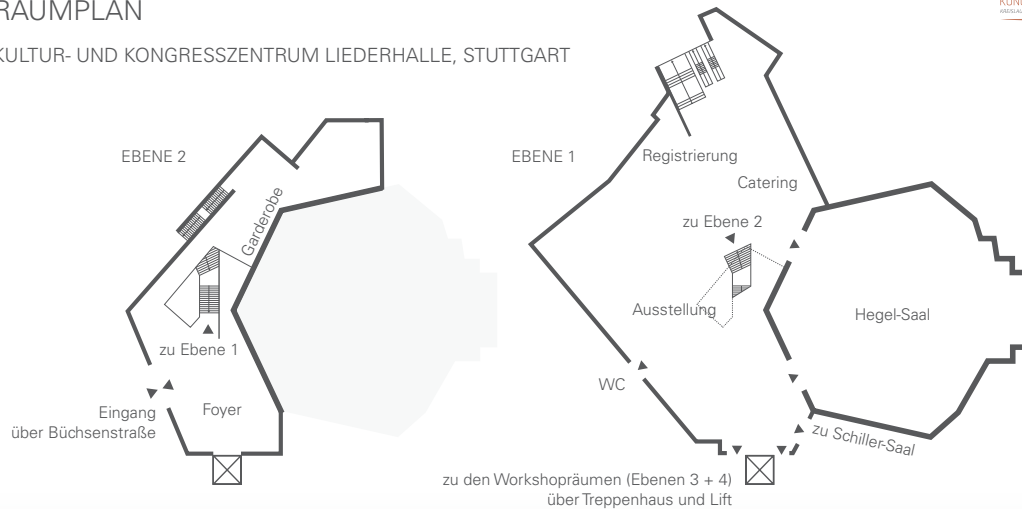 RAUMPLAN
KULTUR- UND KONGRESSZENTRUM LIEDERHALLE, STUTTGART
EBENE 2
Garderobe
zu Ebene 1
Eingang
über Büchsenstraße
Foyer
EBENE 1
Registrierung
Catering
zu Ebene 2
Ausstellung
Hegel-Saal
WC
zu Schiller-Saal
zu den Workshopräumen (Ebenen 3 + 4)
über Treppenhaus und Lift